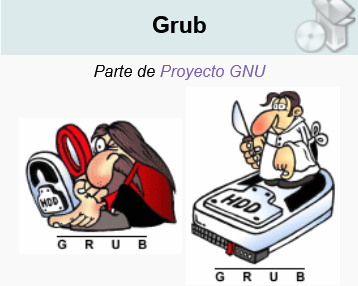 Grub
Parte de Proyecto GNU
HDD
G R U B
HDD
G R U B